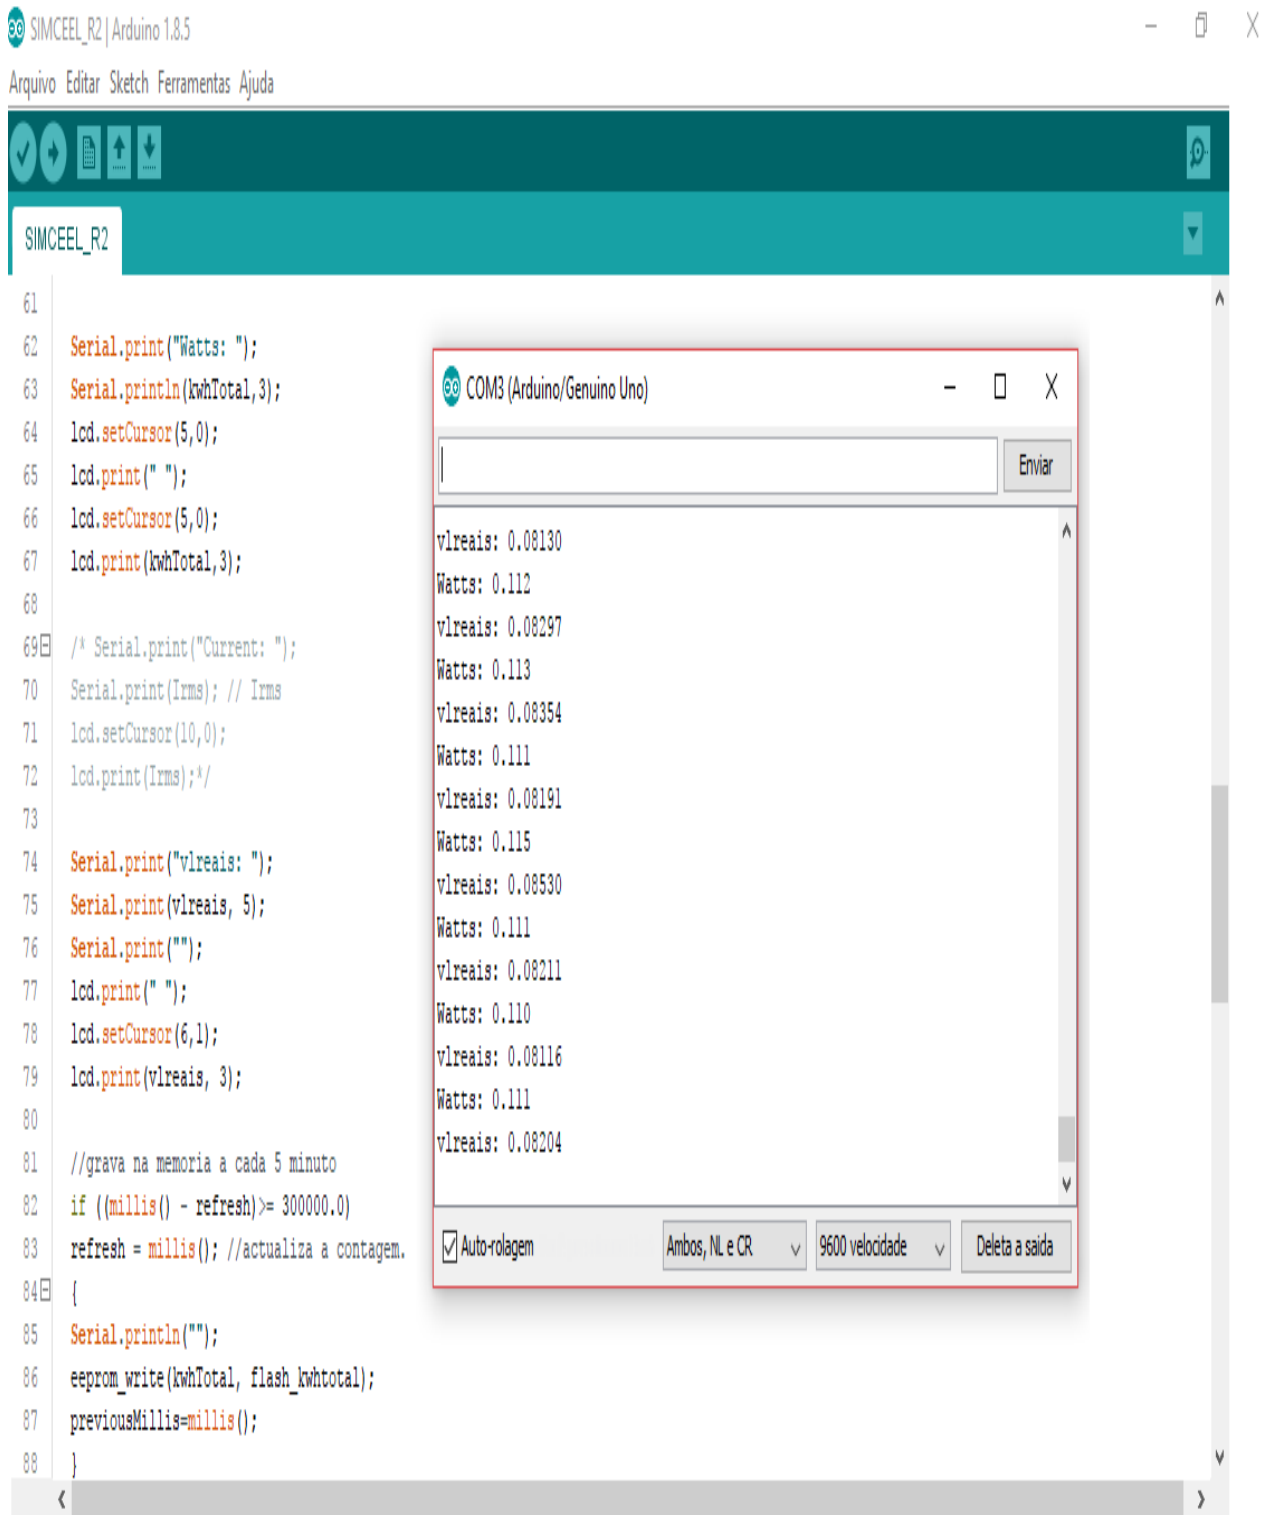 SIMCEEL_R2 | Arduino 1.8.5
Arquivo Editar Sketch Ferramentas Ajuda
SIMCEEL_R2
61
62 Serial.print("Watts: ");
63 Serial.println(kwhTotal,3);
64 lcd.setCursor(5,0);
65 lcd.print(" ");
66 lcd.setCursor(5,0);
67 lcd.print(kwhTotal,3);
68
69 /* Serial.print("Current: ");
70 Serial.print(Irms); // Irms
71 lcd.setCursor(10,0);
72 lcd.print(Irms);*/
73
74 Serial.print("vlreais: ");
75 Serial.print(vlreais, 5);
76 Serial.print("");
77 lcd.print(" ");
78 lcd.setCursor(6,1);
79 lcd.print(vlreais, 3);
80
81 //grava na memoria a cada 5 minuto
82 if ((millis() - refresh)>= 300000.0)
83 refresh = millis(); //actualiza a contagem.
84 {
85 Serial.println("");
86 eeprom_write(kwhTotal, flash_kwhtotal);
87 previousMillis=millis();
88 }
COM3 (Arduino/Genuino Uno)
Enviar
vlreais: 0.08130
Watts: 0.112
vlreais: 0.08297
Watts: 0.113
vlreais: 0.08354
Watts: 0.111
vlreais: 0.08191
Watts: 0.115
vlreais: 0.08530
Watts: 0.111
vlreais: 0.08211
Watts: 0.110
vlreais: 0.08116
Watts: 0.111
vlreais: 0.08204
Auto-rolagem
Ambos, NL e CR
9600 velocidade
Deleta a saida